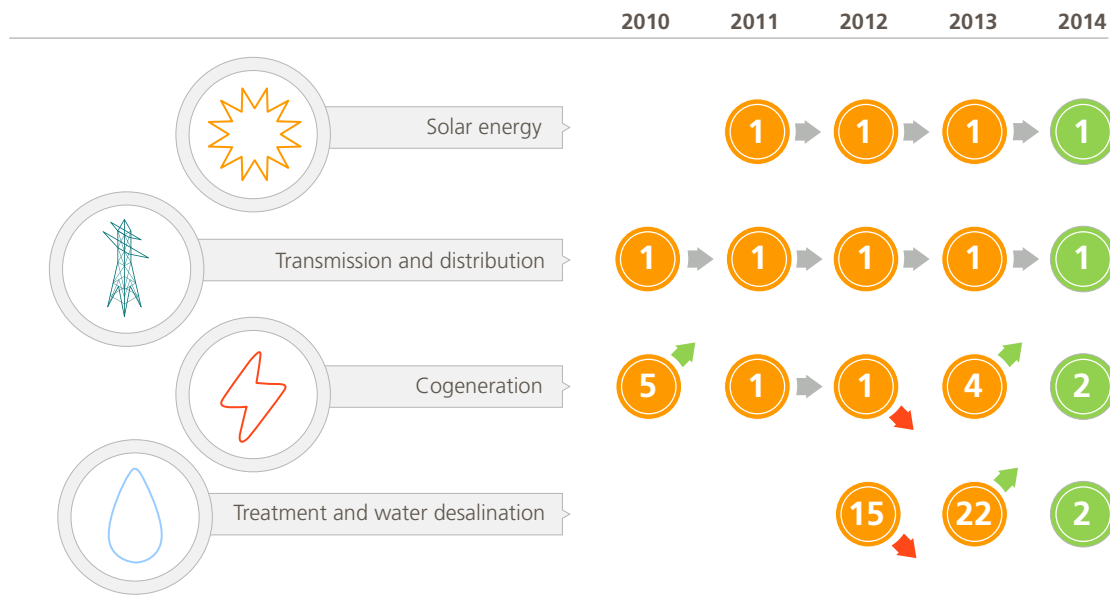 2010 2011 2012 2013 2014
Solar energy 1 1 1 1
Transmission and distribution 1 1 1 1 1
Cogeneration 5 1 1 4 2
Treatment and water desalination 15 22 2